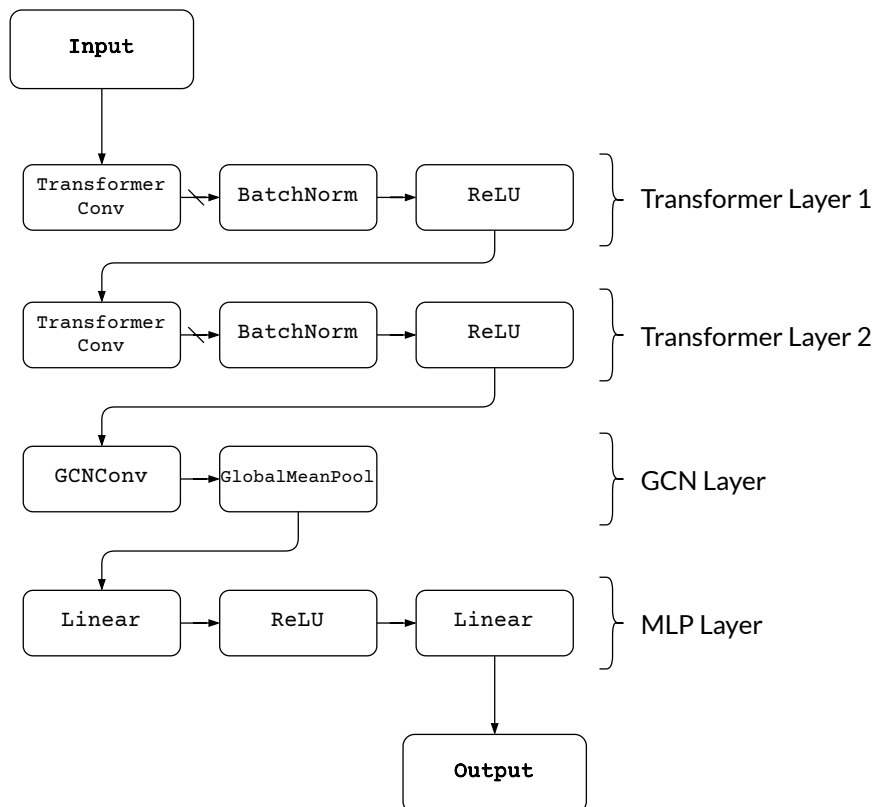 Input
Transformer
Conv
BatchNorm
ReLU
Transformer Layer 1
Transformer
Conv
BatchNorm
ReLU
Transformer Layer 2
GCNConv
GlobalMeanPool
GCN Layer
Linear
ReLU
Linear
MLP Layer
Output